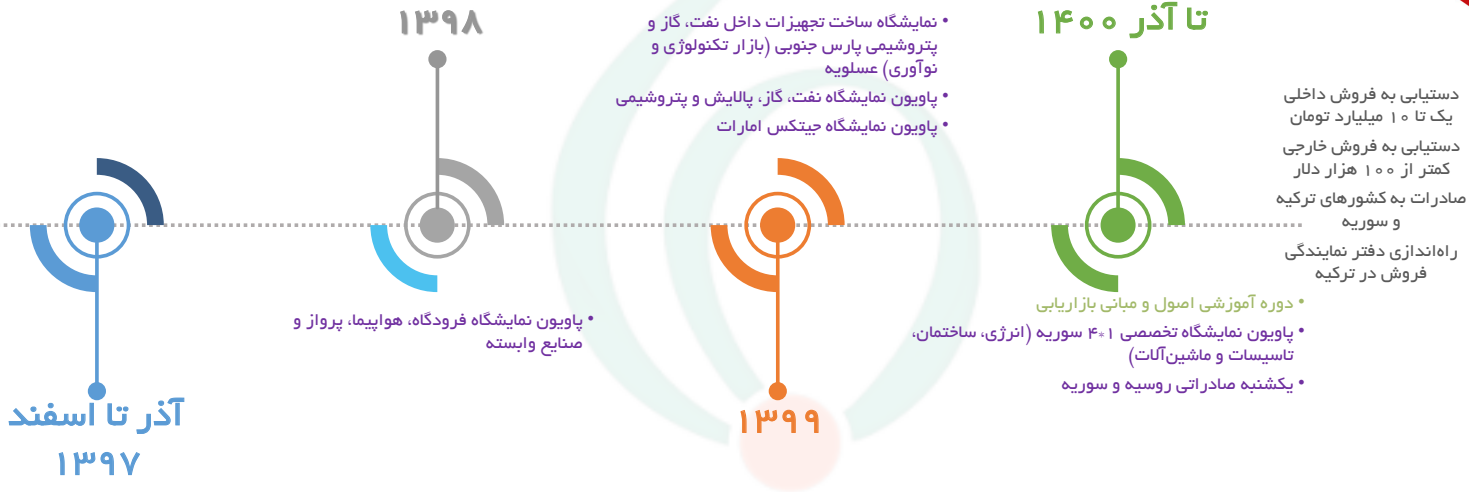 ۱۳۹۸
• نمایشگاه ساخت تجهیزات داخل نفت، گاز و
پتروشیمی پارس جنوبی (بازار تکنولوژی و
نوآوری) عسلویه
• پاویون نمایشگاه نفت، گاز، پالایش و پتروشیمی
• پاویون نمایشگاه جیتکس امارات
تا آذر ۱۴۰۰
دستیابی به فروش داخلی
یک تا ۱۰ میلیارد تومان
دستیابی به فروش خارجی
کمتر از ۱۰۰ هزار دلار
صادرات به کشورهای ترکیه
و سوریه
راه‌اندازی دفتر نمایندگی
فروش در ترکیه
• دوره آموزشی اصول و مبانی بازاریابی
• پاویون نمایشگاه تخصصی ۱*۴ سوریه (انرژی، ساختمان،
تاسیسات و ماشین‌آلات)
• یکشنبه صادراتی روسیه و سوریه
• پاویون نمایشگاه فرودگاه، هواپیما، پرواز و
صنایع وابسته
۱۳۹۹
آذر تا اسفند
۱۳۹۷